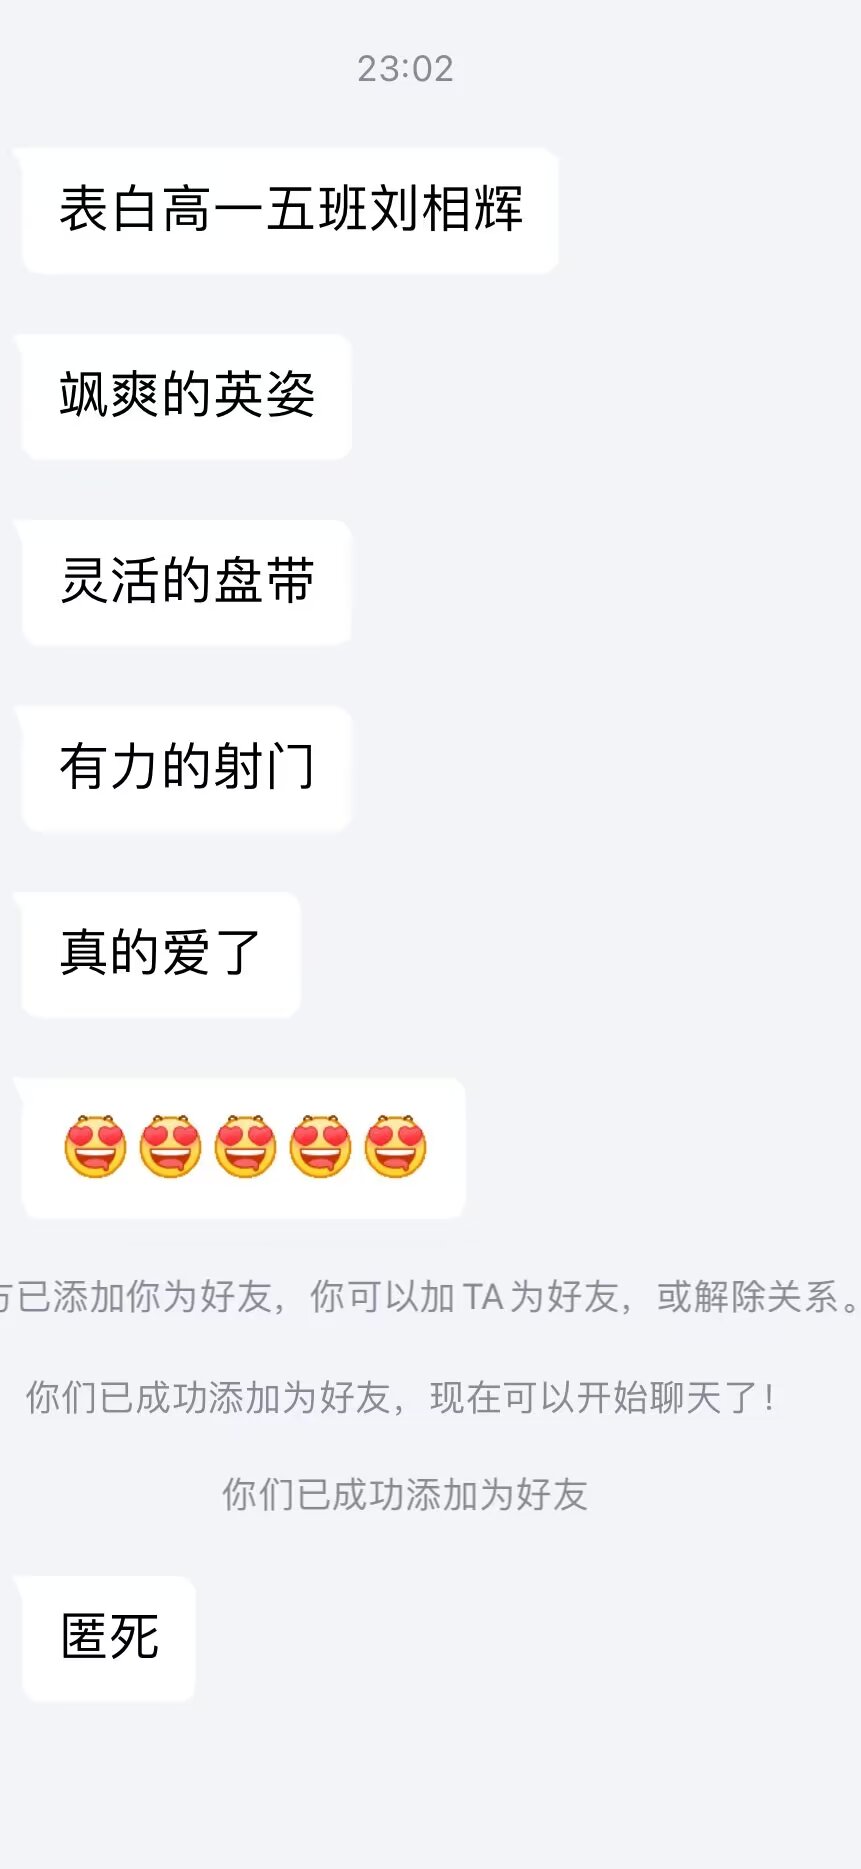 23:02
表白高一五班刘相辉
飒爽的英姿
灵活的盘带
有力的射门
真的爱了
已添加你为好友，你可以加TA为好友，或解除关系。
你们已成功添加为好友，现在可以开始聊天了！
你们已成功添加为好友
匿死